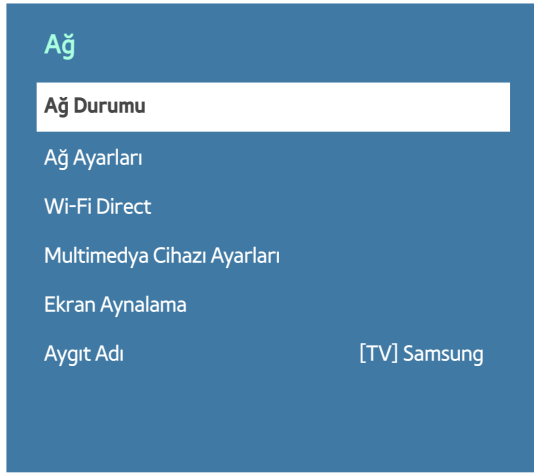 Ağ
Ağ Durumu
Ağ Ayarları
Wi-Fi Direct
Multimedya Cihazı Ayarları
Ekran Aynalama
Aygıt Adı [TV] Samsung